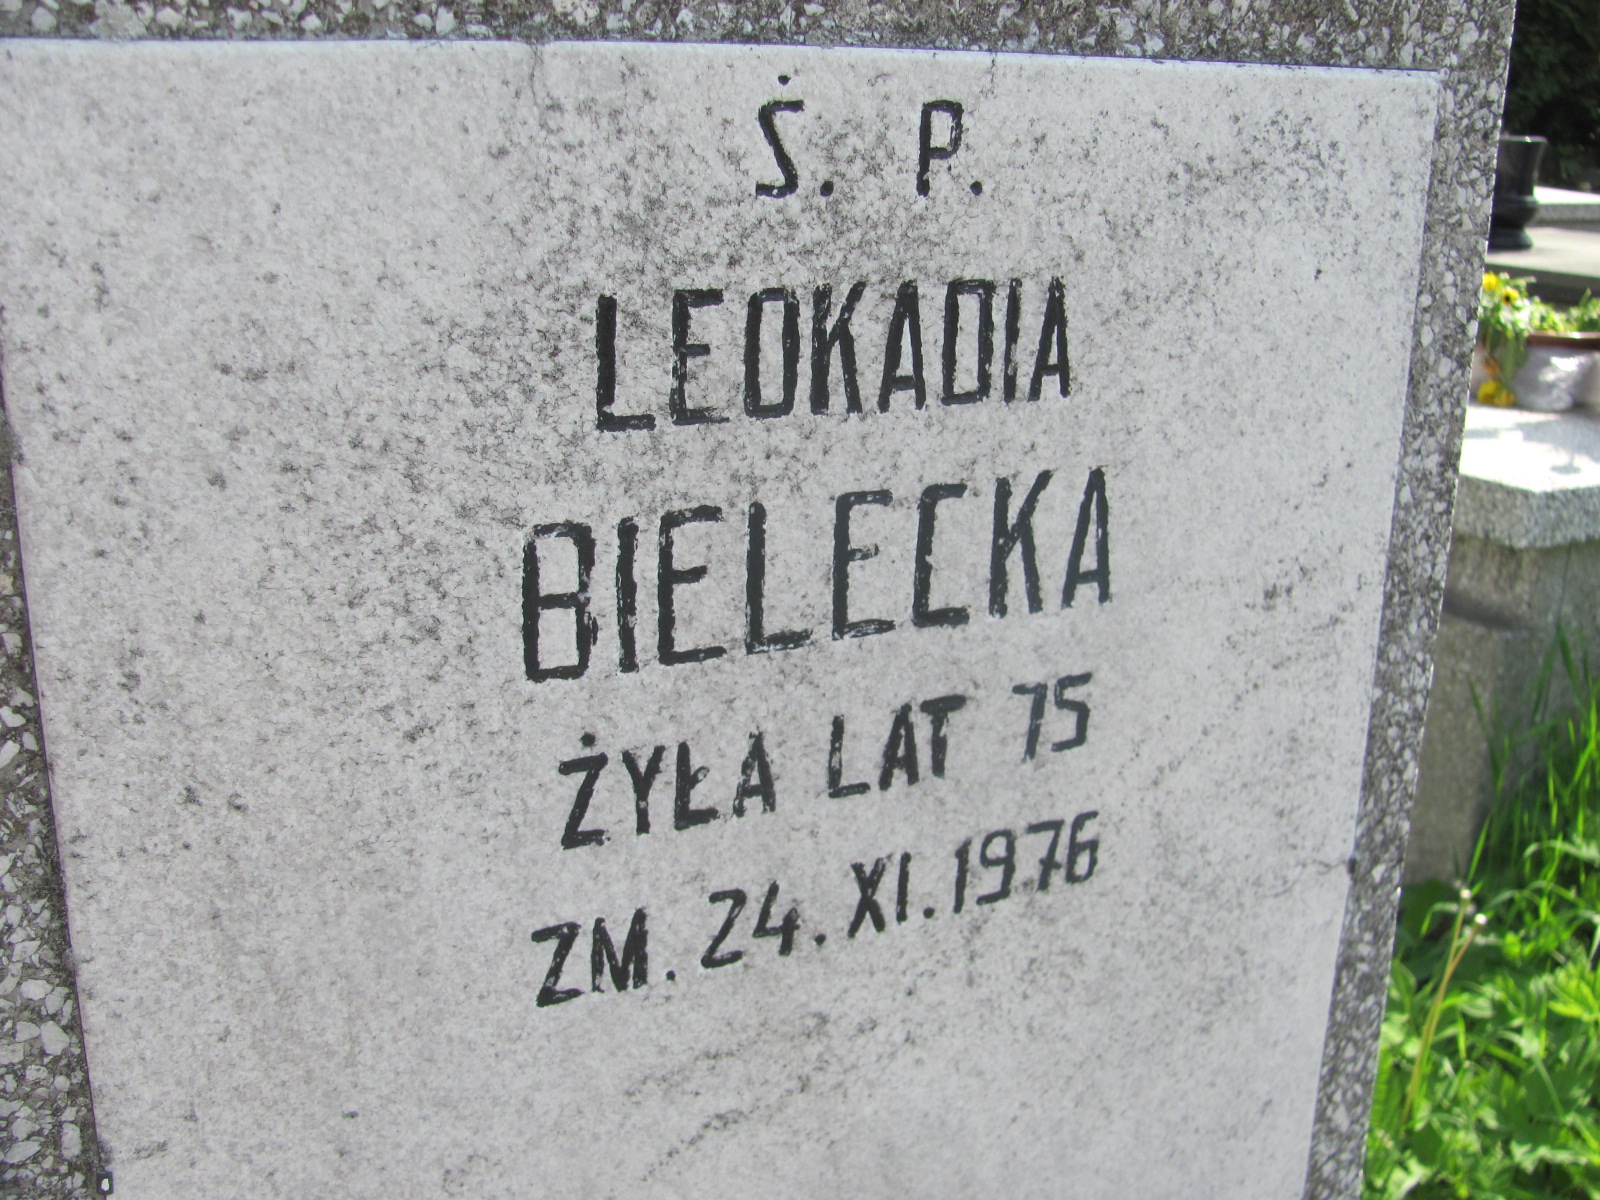 Ś. P.
LEOKADIA
BIELECKA
ŻYŁA LAT 75
ZM. 24. XI. 1976